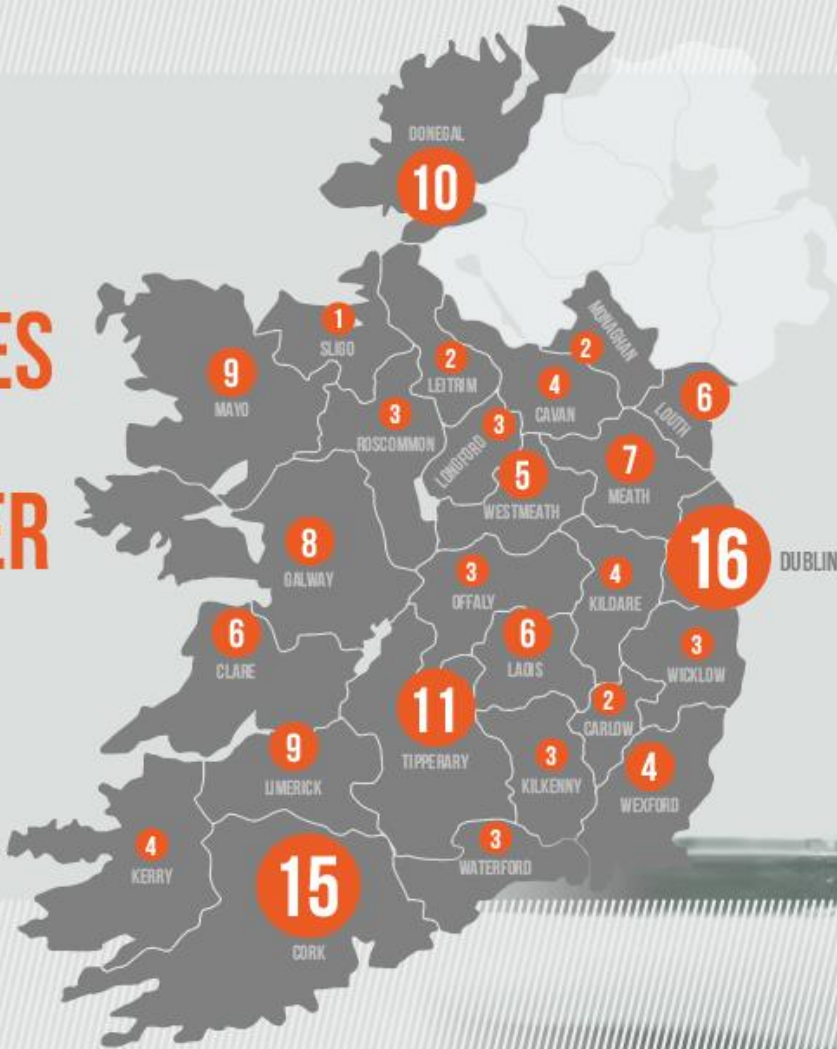 DONEGAL
10
ES
1
SLIGO
9
MAYO
2
LEITRIM
2
MONAGHAN
4
CAVAN
6
LOUTH
3
ROSCOMMON
3
LONGFORD
5
WESTMEATH
7
MEATH
ER
8
GALWAY
16
DUBLIN
3
OFFALY
4
KILDARE
6
CLARE
6
LAOIS
3
WICKLOW
11
TIPPERARY
2
CARLOW
9
LIMERICK
3
KILKENNY
4
WEXFORD
4
KERRY
3
WATERFORD
15
CORK